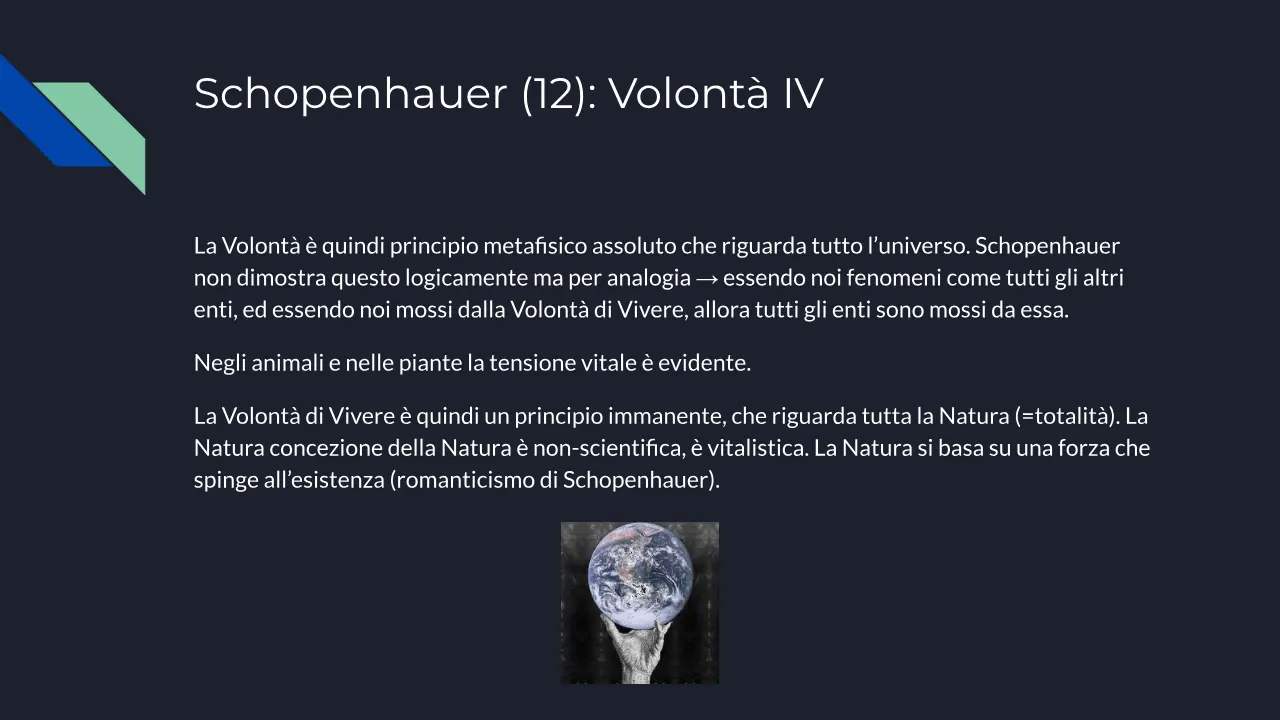 Schopenhauer (12): Volontà IV
La Volontà è quindi principio metafisico assoluto che riguarda tutto l’universo. Schopenhauer
non dimostra questo logicamente ma per analogia → essendo noi fenomeni come tutti gli altri
enti, ed essendo noi mossi dalla Volontà di Vivere, allora tutti gli enti sono mossi da essa.
Negli animali e nelle piante la tensione vitale è evidente.
La Volontà di Vivere è quindi un principio immanente, che riguarda tutta la Natura (=totalità). La
Natura concezione della Natura è non-scientifica, è vitalistica. La Natura si basa su una forza che
spinge all’esistenza (romanticismo di Schopenhauer).